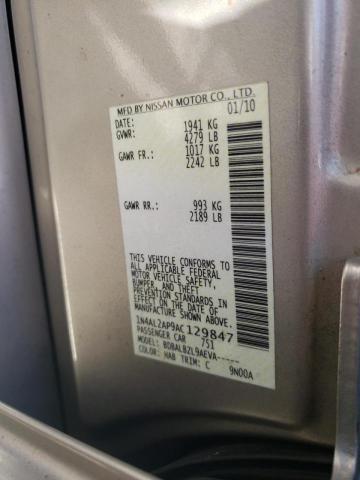 MFD BY NISSAN MOTOR CO., LTD.
DATE: 01/10
GVWR: 1941 KG
4279 LB
GAWR FR.: 1017 KG
2242 LB
GAWR RR.: 993 KG
2189 LB
THIS VEHICLE CONFORMS TO
ALL APPLICABLE FEDERAL
MOTOR VEHICLE SAFETY,
BUMPER, AND THEFT
PREVENTION STANDARDS IN
EFFECT ON THE DATE OF
MANUFACTURE SHOWN ABOVE.
1N4AL2AP9AC129847
PASSENGER CAR 751
MODEL: BDBALBZL9AEVA-----
COLOR: HAB TRIM: C 9N00A